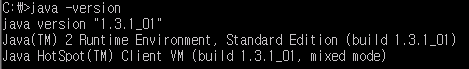 C:₩>java -version
java version "1.3.1_01"
Java(TM) 2 Runtime Environment, Standard Edition (build 1.3.1_01)
Java HotSpot(TM) Client VM (build 1.3.1_01, mixed mode)